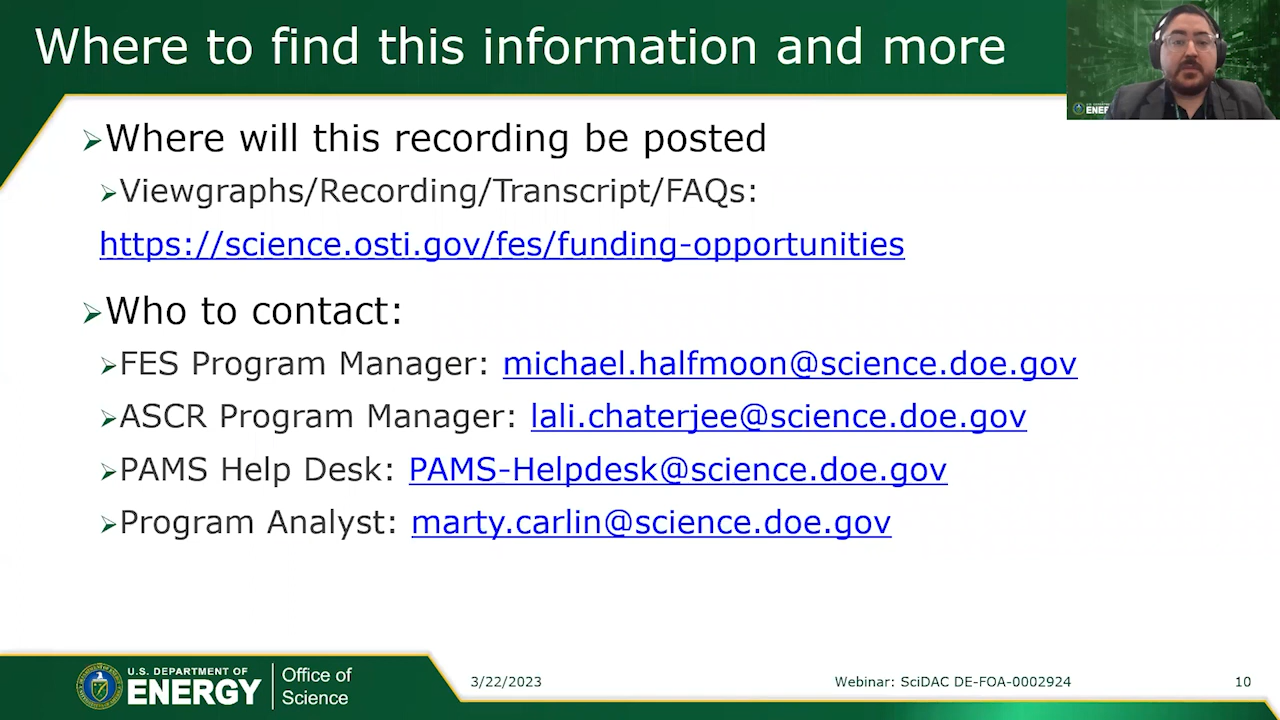 Where to find this information and more
Where will this recording be posted
Viewgraphs/Recording/Transcript/FAQs:
https://science.osti.gov/fes/funding-opportunities
Who to contact:
FES Program Manager: michael.halfmoon@science.doe.gov
ASCR Program Manager: lali.chaterjee@science.doe.gov
PAMS Help Desk: PAMS-Helpdesk@science.doe.gov
Program Analyst: marty.carlin@science.doe.gov
U.S. DEPARTMENT OF
ENERGY
Office of
Science
3/22/2023
Webinar: SciDAC DE-FOA-0002924
10